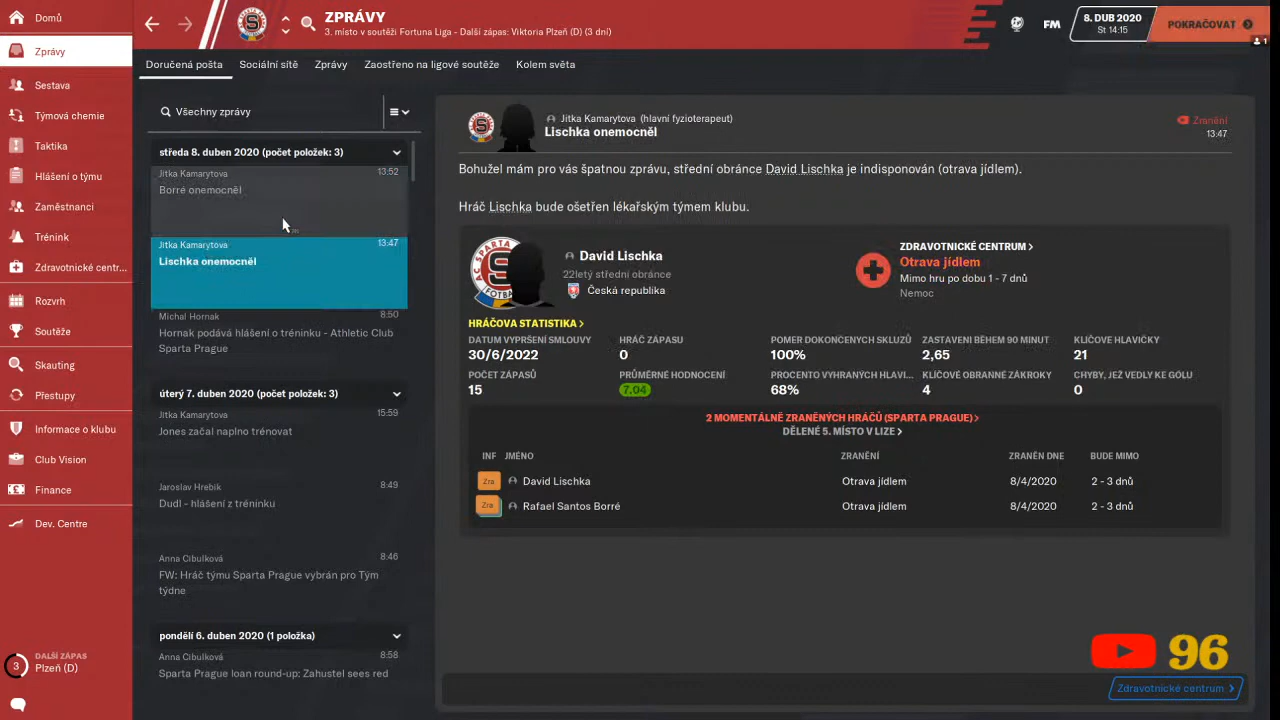 Domů
Zprávy
Sestava
Týmová chemie
Taktika
Hlášení o týmu
Zaměstnanci
Trénink
Zdravotnické centr...
Rozvrh
Soutěže
Skauting
Přestupy
Informace o klubu
Club Vision
Finance
Dev. Centre
3
DALŠÍ ZÁPAS
Plzeň (D)
ZPRÁVY
3. místo v soutěži Fortuna Liga - Další zápas: Viktoria Plzeň (D) (3 dní)
FM
8. DUB 2020
St 14:15
POKRAČOVAT
1
Doručená pošta
Sociální sítě
Zprávy
Zaostřeno na ligové soutěže
Kolem světa
Všechny zprávy
středa 8. duben 2020 (počet položek: 3)
Jitka Kamarytova 13:52
Borré onemocněl
Jitka Kamarytova 13:47
Lischka onemocněl
Michal Hornak 8:50
Hornak podává hlášení o tréninku - Athletic Club
Sparta Prague
úterý 7. duben 2020 (počet položek: 3)
Jitka Kamarytova 15:59
Jones začal naplno trénovat
Jaroslav Hrebik 8:49
Dudl - hlášení z tréninku
Anna Cibulková 8:46
FW: Hráč týmu Sparta Prague vybrán pro Tým
týdne
pondělí 6. duben 2020 (1 položka)
Anna Cibulková 8:58
Sparta Prague loan round-up: Zahustel sees red
Jitka Kamarytova (hlavní fyzioterapeut)
Lischka onemocněl
Zranění
13:47
Bohužel mám pro vás špatnou zprávu, střední obránce David Lischka je indisponován (otrava jídlem).
Hráč Lischka bude ošetřen lékařským týmem klubu.
AC SPARTA
FOTBAL
David Lischka
22letý střední obránce
Česká republika
ZDRAVOTNICKÉ CENTRUM >
Otrava jídlem
Mimo hru po dobu 1 - 7 dnů
Nemoc
HRÁČOVA STATISTIKA >
DATUM VYPRŠENÍ SMLOUVY HRÁČ ZÁPASU POMĚR DOKONČENÝCH SKLUZŮ ZASTAVENÍ BĚHEM 90 MINUT KLÍČOVÉ HLAVIČKY
30/6/2022 0 100% 2,65 21
POČET ZÁPASŮ PRŮMĚRNÉ HODNOCENÍ PROCENTO VYHRANÝCH HLAVI... KLÍČOVÉ OBRANNÉ ZÁKROKY CHYBY, JEŽ VEDLY KE GÓLU
15 7.04 68% 4 0
2 MOMENTÁLNĚ ZRANĚNÝCH HRÁČŮ (SPARTA PRAGUE) >
DĚLENÉ 5. MÍSTO V LIZE >
INF JMÉNO ZRANĚNÍ ZRANĚN DNE BUDE MIMO
Zra David Lischka Otrava jídlem 8/4/2020 2 - 3 dnů
Zra Rafael Santos Borré Otrava jídlem 8/4/2020 2 - 3 dnů
96
Zdravotnické centrum >